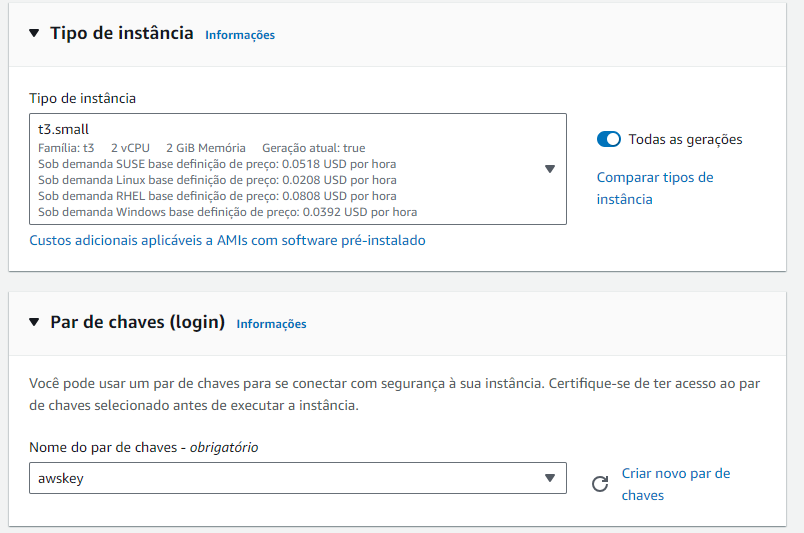 Tipo de instância Informações
Tipo de instância
t3.small
Família: t3 2 vCPU 2 GiB Memória Geração atual: true
Sob demanda SUSE base definição de preço: 0.0518 USD por hora
Sob demanda Linux base definição de preço: 0.0208 USD por hora
Sob demanda RHEL base definição de preço: 0.0808 USD por hora
Sob demanda Windows base definição de preço: 0.0392 USD por hora
Todas as gerações
Comparar tipos de
instância
Custos adicionais aplicáveis a AMIs com software pré-instalado
Par de chaves (login) Informações
Você pode usar um par de chaves para se conectar com segurança à sua instância. Certifique-se de ter acesso ao par
de chaves selecionado antes de executar a instância.
Nome do par de chaves - obrigatório
awskey
Criar novo par de
chaves